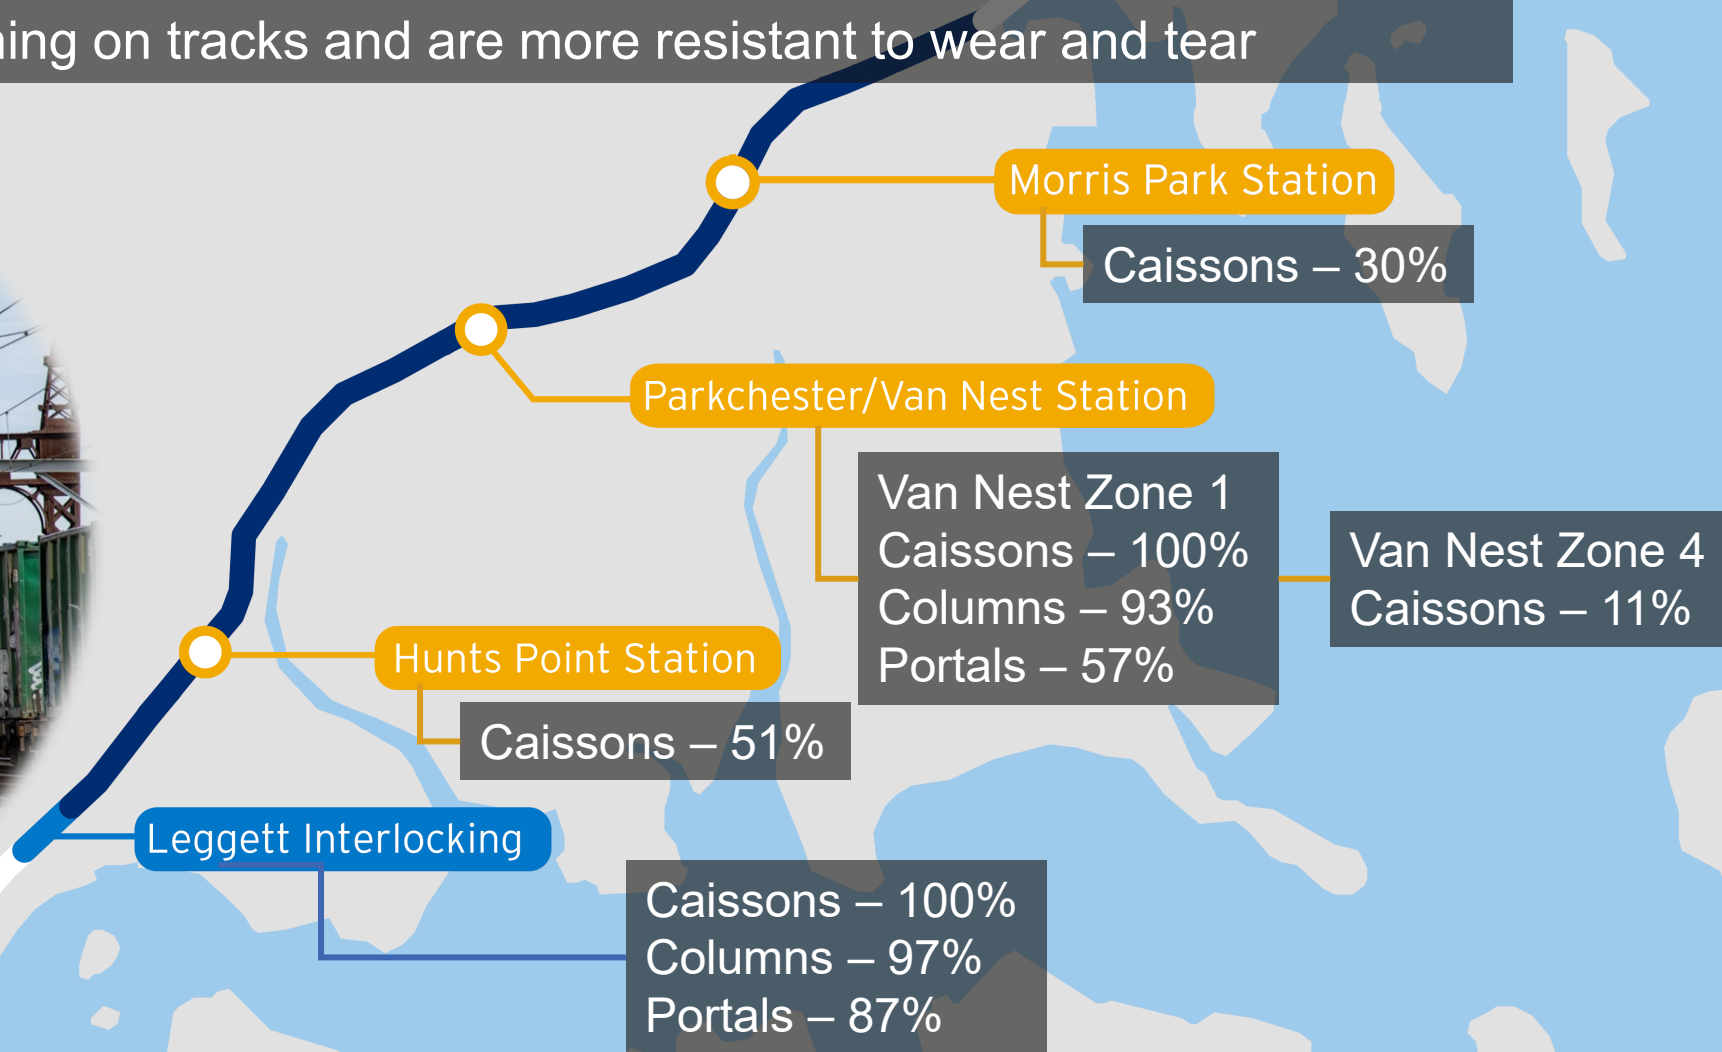 on tracks and are more resistant to wear and tear
Morris Park Station
Caissons – 30%
Parkchester/Van Nest Station
Van Nest Zone 1
Caissons – 100%
Columns – 93%
Portals – 57%
Van Nest Zone 4
Caissons – 11%
Hunts Point Station
Caissons – 51%
Leggett Interlocking
Caissons – 100%
Columns – 97%
Portals – 87%